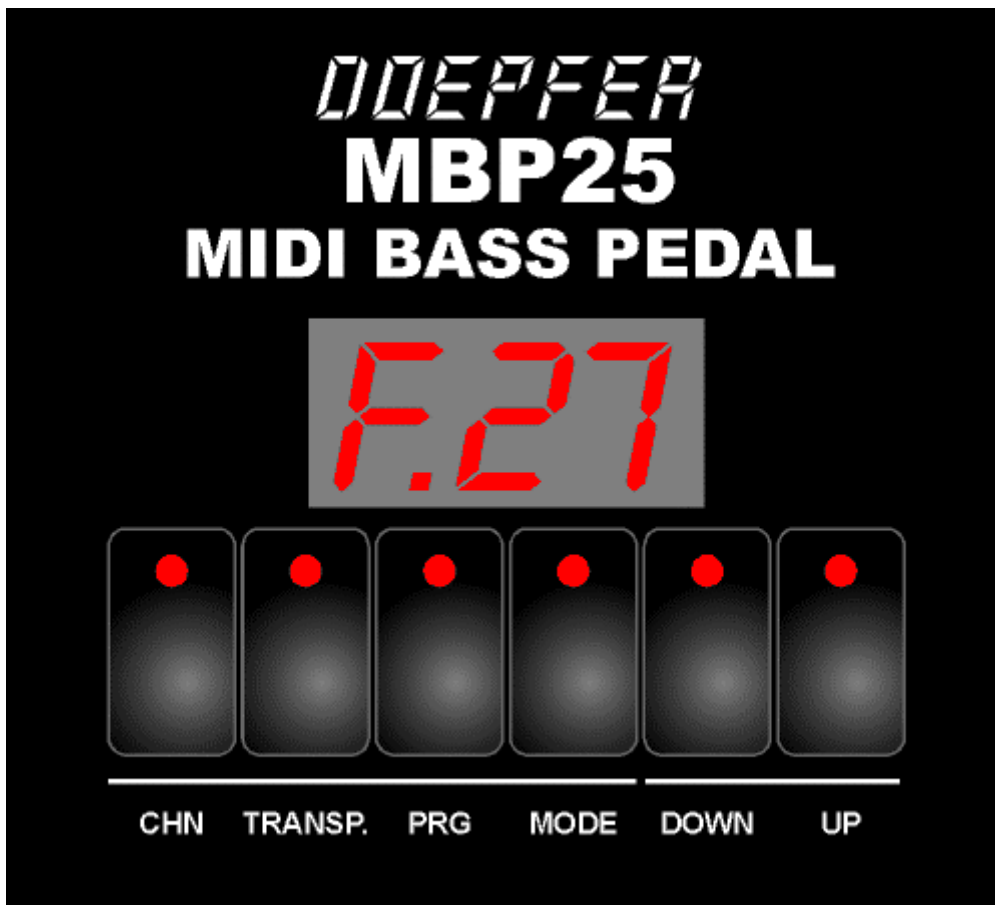 DOEPFER
MBP25
MIDI BASS PEDAL
F.27
CHN TRANSP. PRG MODE DOWN UP